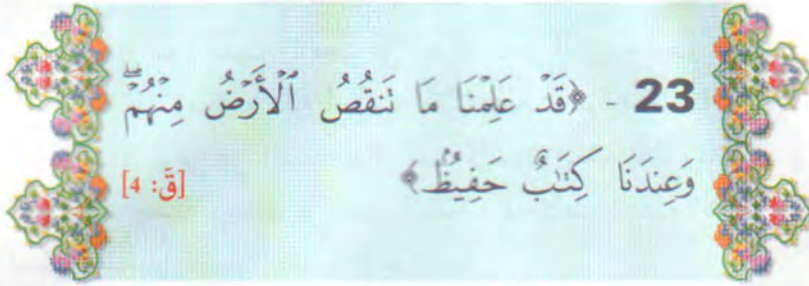 23 - ﴿قَدْ عَلِمْنَا مَا تَنقُصُ ٱلْأَرْضُ مِنْهُمْ ۖ
وَعِندَنَا كِتَٰبٌ حَفِيظٌۢ﴾ [قَ: 4]